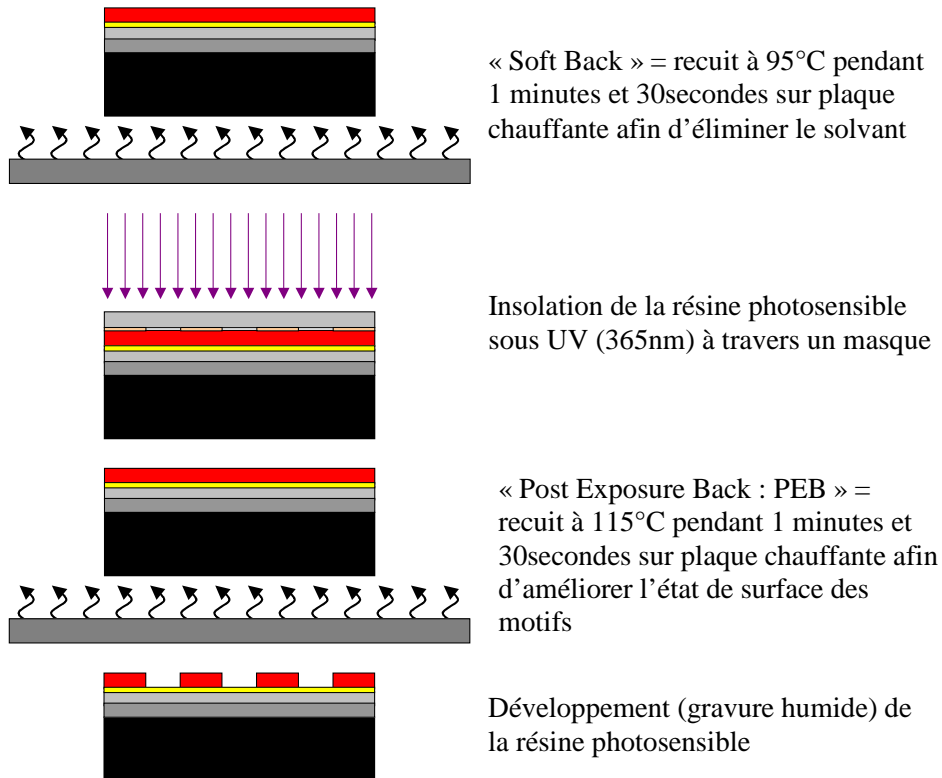 « Soft Back » = recuit à 95°C pendant
1 minutes et 30secondes sur plaque
chauffante afin d’éliminer le solvant
Insolation de la résine photosensible
sous UV (365nm) à travers un masque
« Post Exposure Back : PEB » =
recuit à 115°C pendant 1 minutes et
30secondes sur plaque chauffante afin
d’améliorer l’état de surface des
motifs
Développement (gravure humide) de
la résine photosensible